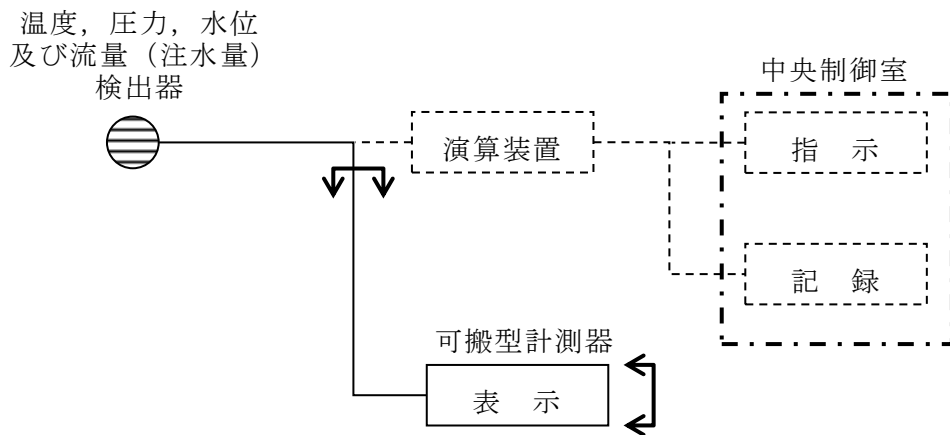 温度，圧力，水位
及び流量（注水量）
検出器
中央制御室
演算装置
指　示
記　録
可搬型計測器
表　示